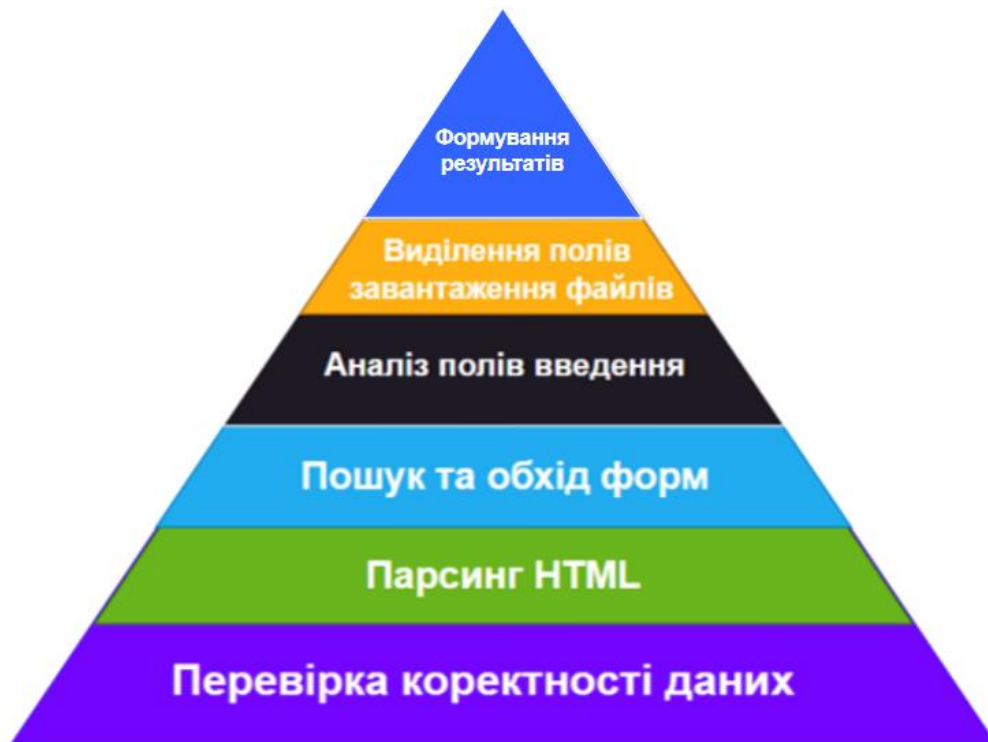 Формування
результатів
Виділення полів
завантаження файлів
Аналіз полів введення
Пошук та обхід форм
Парсинг HTML
Перевірка коректності даних